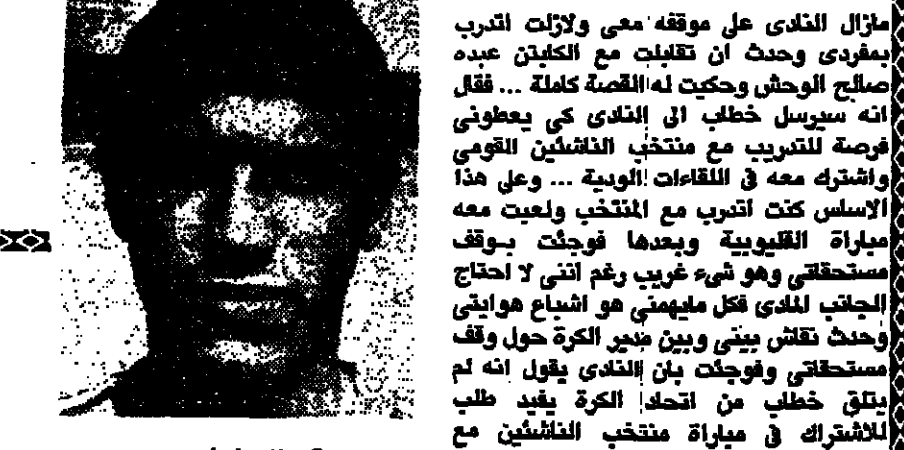 مازال النادى على موقفه معى ولازلت اتدرب
بمفردى وحدث ان تقابلت مع الكابتن عبده
صالح الوحش وحكيت له القصة كاملة ... فقال
انه سيرسل خطاب الى النادى كى يعطونى
فرصة للتدريب مع منتخب الناشئين القومى
واشترك معه فى اللقاءات الودية ... وعلى هذا
الاساس كنت اتدرب مع المنتخب ولعبت معه
مباراة القليوبية وبعدها فوجئت بوقف
مستحقاتى وهو شىء غريب رغم اننى لا احتاج
الجانب المادى فكل مايهمنى هو اشباع هوايتى
وحدث نقاش بينى وبين مدير الكرة حول وقف
مستحقاتى وفوجئت بان النادى يقول انه لم
يتلق خطاب من اتحاد الكرة يفيد طلب
للاشتراك فى مباراة منتخب الناشئين مع